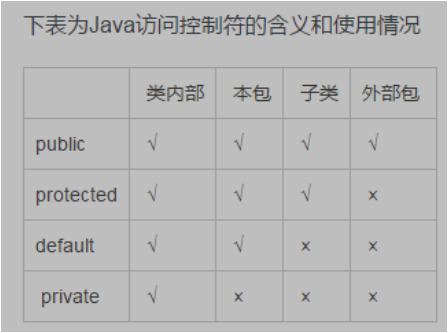 下表为Java访问控制符的含义和使用情况
类内部 本包 子类 外部包
public √ √ √ √
protected √ √ √ ×
default √ √ × ×
private √ × × ×